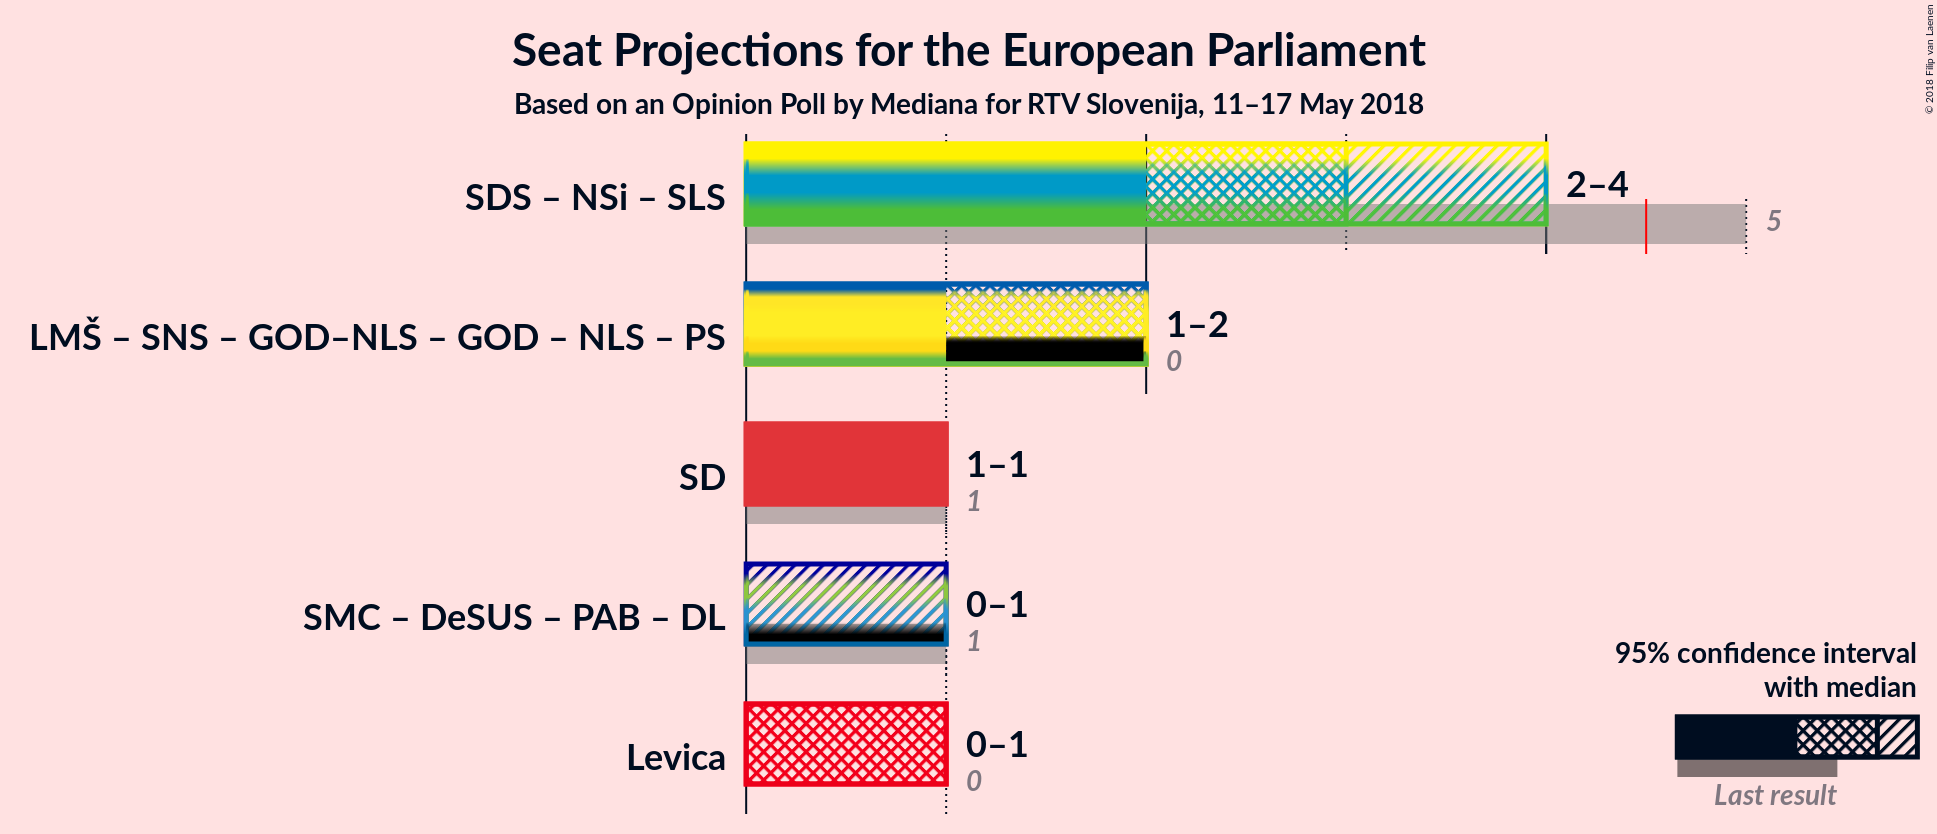 Seat Projections for the European Parliament
Based on an Opinion Poll by Mediana for RTV Slovenija, 11–17 May 2018
© 2018 Filip van Laenen
SDS – NSi – SLS
2–4
5
LMŠ – SNS – GOD–NLS – GOD – NLS – PS
1–2
0
SD
1–1
1
SMC – DeSUS – PAB – DL
0–1
1
Levica
0–1
0
95% confidence interval
with median
Last result